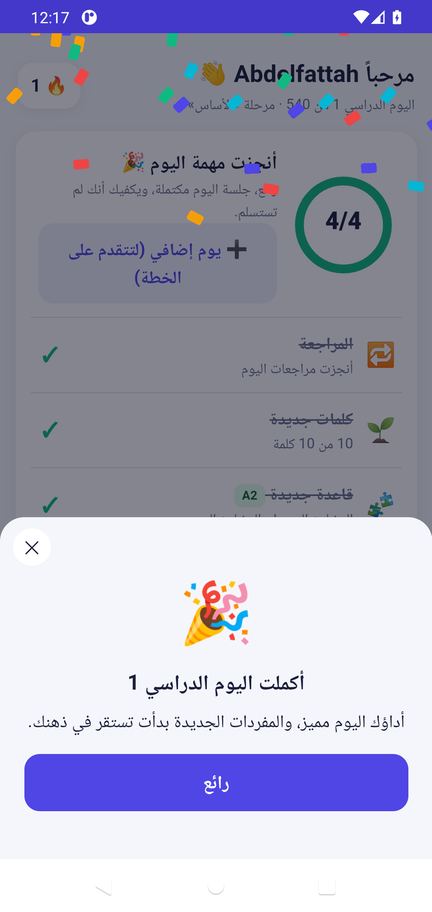 12:17
مرحباً Abdelfattah 👋
1 🔥
اليوم الدراسي 1 من 540 · مرحلة «الأساس»
أنجزت مهمة اليوم 🎉
رائع، جلسة اليوم مكتملة، ويكفيك أنك لم
تستسلم.
4/4
➕ يوم إضافي (لتتقدم على
الخطة)
المراجعة
أنجزت مراجعات اليوم
كلمات جديدة
10 من 10 كلمة
قاعدة جديدة A2
أكملت اليوم الدراسي 1
أداؤك اليوم مميز، والمفردات الجديدة بدأت تستقر في ذهنك.
رائع